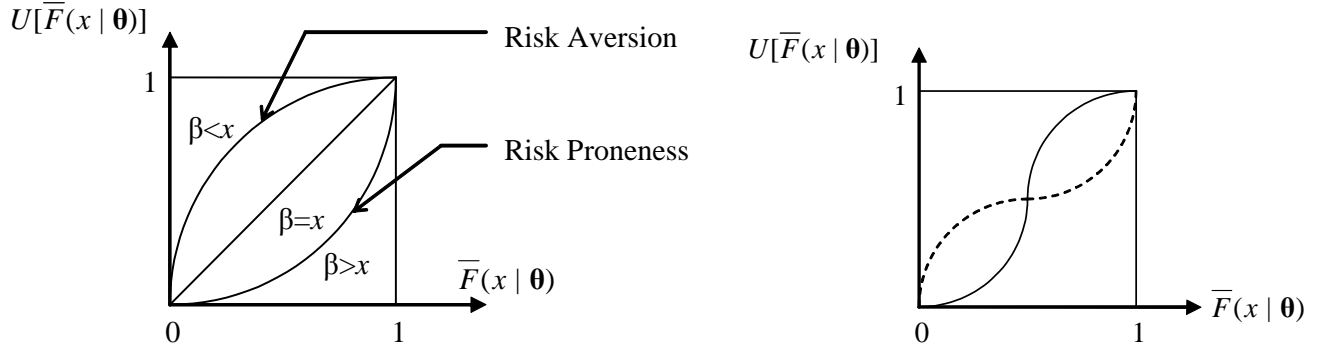 U[F̅(x | θ)]
Risk Aversion
1
β<x
Risk Proneness
β=x
β>x
F̅(x | θ)
0 1
U[F̅(x | θ)]
1
F̅(x | θ)
0 1